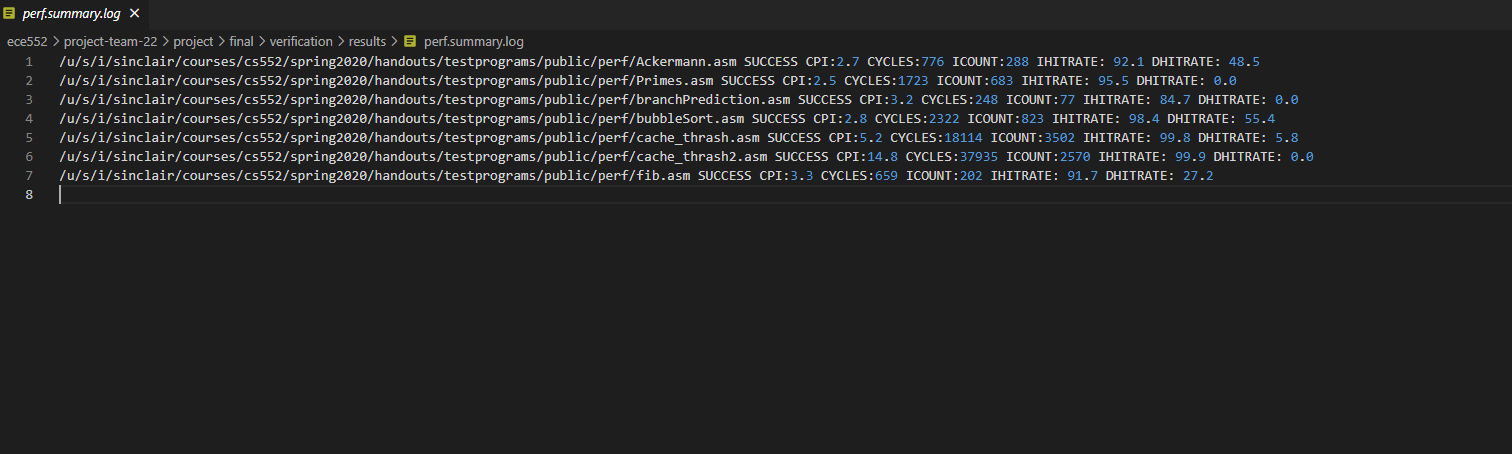 perf.summary.log
ece552 > project-team-22 > project > final > verification > results > perf.summary.log
1 /u/s/i/sinclair/courses/cs552/spring2020/handouts/testprograms/public/perf/Ackermann.asm SUCCESS CPI:2.7 CYCLES:776 ICOUNT:288 IHITRATE: 92.1 DHITRATE: 48.5
2 /u/s/i/sinclair/courses/cs552/spring2020/handouts/testprograms/public/perf/Primes.asm SUCCESS CPI:2.5 CYCLES:1723 ICOUNT:683 IHITRATE: 95.5 DHITRATE: 0.0
3 /u/s/i/sinclair/courses/cs552/spring2020/handouts/testprograms/public/perf/branchPrediction.asm SUCCESS CPI:3.2 CYCLES:248 ICOUNT:77 IHITRATE: 84.7 DHITRATE: 0.0
4 /u/s/i/sinclair/courses/cs552/spring2020/handouts/testprograms/public/perf/bubbleSort.asm SUCCESS CPI:2.8 CYCLES:2322 ICOUNT:823 IHITRATE: 98.4 DHITRATE: 55.4
5 /u/s/i/sinclair/courses/cs552/spring2020/handouts/testprograms/public/perf/cache_thrash.asm SUCCESS CPI:5.2 CYCLES:18114 ICOUNT:3502 IHITRATE: 99.8 DHITRATE: 5.8
6 /u/s/i/sinclair/courses/cs552/spring2020/handouts/testprograms/public/perf/cache_thrash2.asm SUCCESS CPI:14.8 CYCLES:37935 ICOUNT:2570 IHITRATE: 99.9 DHITRATE: 0.0
7 /u/s/i/sinclair/courses/cs552/spring2020/handouts/testprograms/public/perf/fib.asm SUCCESS CPI:3.3 CYCLES:659 ICOUNT:202 IHITRATE: 91.7 DHITRATE: 27.2
8